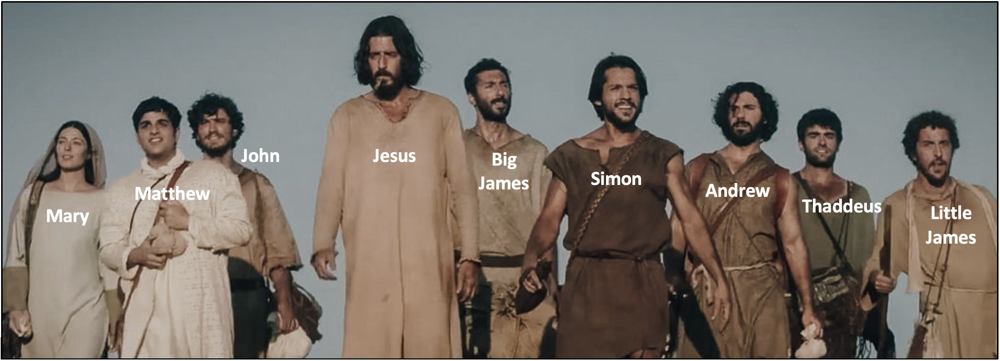 Mary
Matthew
John
Jesus
Big
James
Simon
Andrew
Thaddeus
Little
James